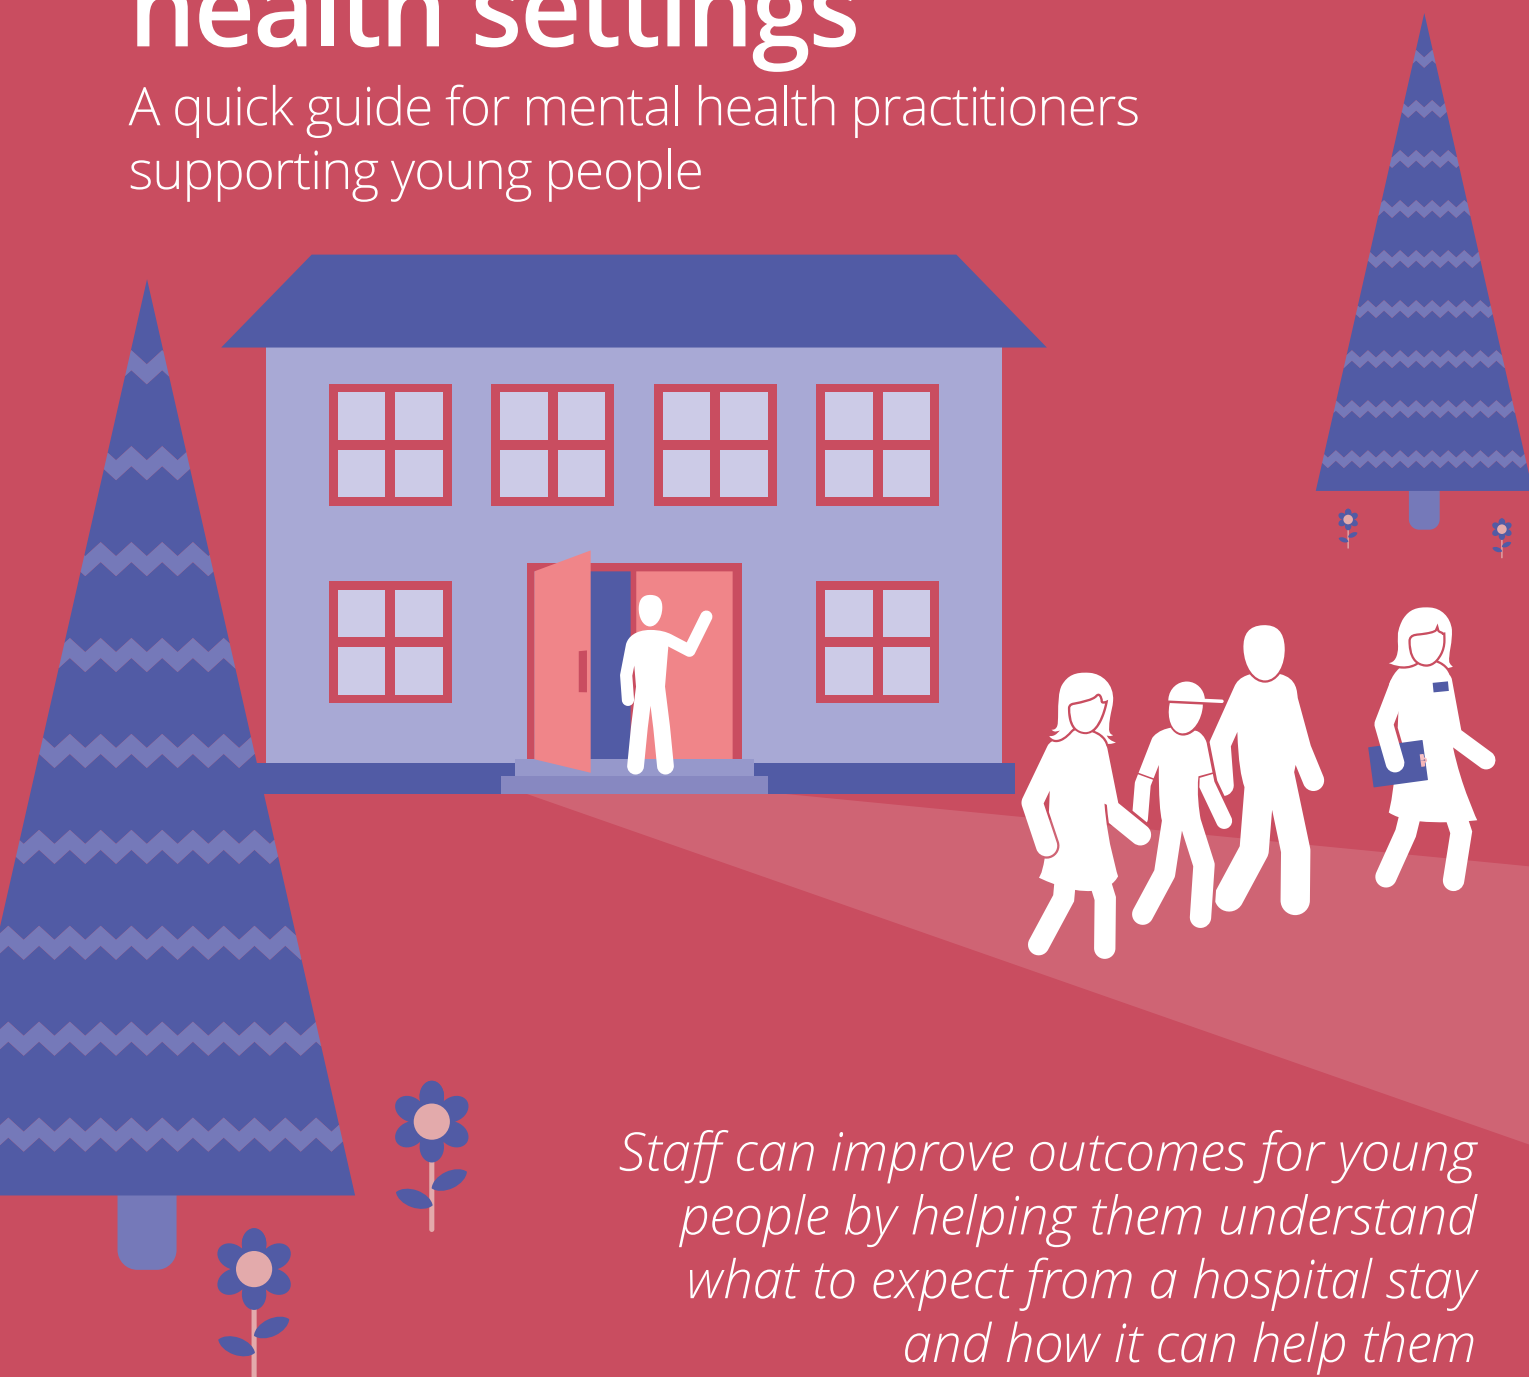 health settings
A quick guide for mental health practitioners
supporting young people
Staff can improve outcomes for young
people by helping them understand
what to expect from a hospital stay
and how it can help them